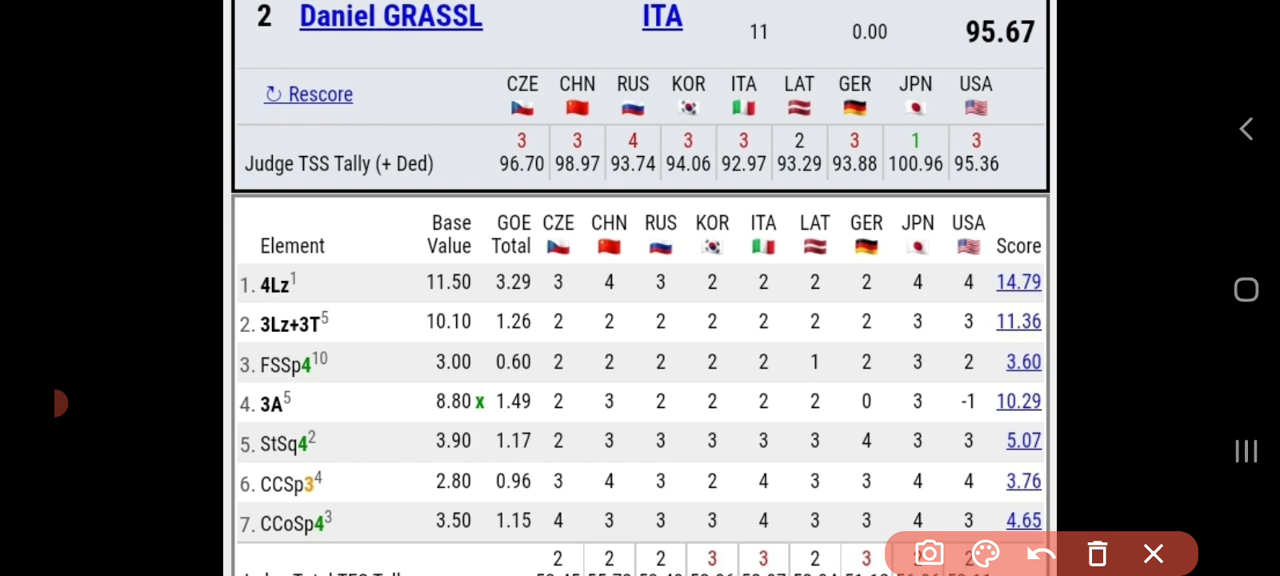 2 Daniel GRASSL ITA 11 0.00 95.67
↻ Rescore CZE CHN RUS KOR ITA LAT GER JPN USA
3 3 4 3 3 2 3 1 3
Judge TSS Tally (+ Ded) 96.70 98.97 93.74 94.06 92.97 93.29 93.88 100.96 95.36
Base GOE CZE CHN RUS KOR ITA LAT GER JPN USA
Element Value Total Score
1. 4Lz1 11.50 3.29 3 4 3 2 2 2 2 4 4 14.79
2. 3Lz+3T5 10.10 1.26 2 2 2 2 2 2 2 3 3 11.36
3. FSSp410 3.00 0.60 2 2 2 2 2 1 2 3 2 3.60
4. 3A5 8.80 x 1.49 2 3 2 2 2 2 0 3 -1 10.29
5. StSq42 3.90 1.17 2 3 3 3 3 3 4 3 3 5.07
6. CCSp34 2.80 0.96 3 4 3 2 4 3 3 4 4 3.76
7. CCoSp43 3.50 1.15 4 3 3 3 4 3 3 4 3 4.65
2 2 2 3 3 2 3